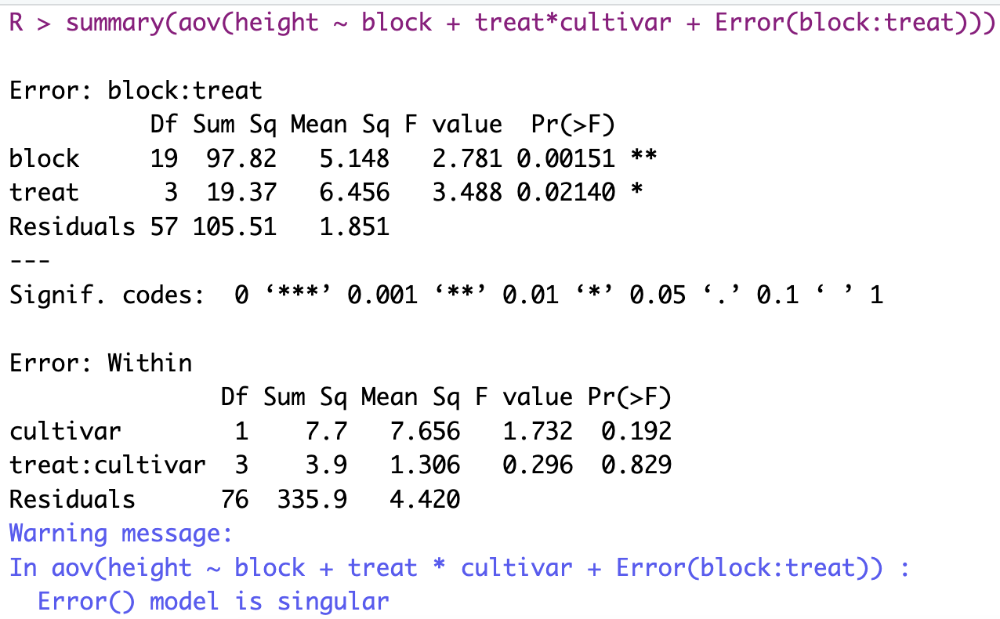 R > summary(aov(height ~ block + treat*cultivar + Error(block:treat)))
Error: block:treat
Df Sum Sq Mean Sq F value Pr(>F)
block 19 97.82 5.148 2.781 0.00151 **
treat 3 19.37 6.456 3.488 0.02140 *
Residuals 57 105.51 1.851
---
Signif. codes: 0 ‘***’ 0.001 ‘**’ 0.01 ‘*’ 0.05 ‘.’ 0.1 ‘ ’ 1
Error: Within
Df Sum Sq Mean Sq F value Pr(>F)
cultivar 1 7.7 7.656 1.732 0.192
treat:cultivar 3 3.9 1.306 0.296 0.829
Residuals 76 335.9 4.420
Warning message:
In aov(height ~ block + treat * cultivar + Error(block:treat)) :
Error() model is singular